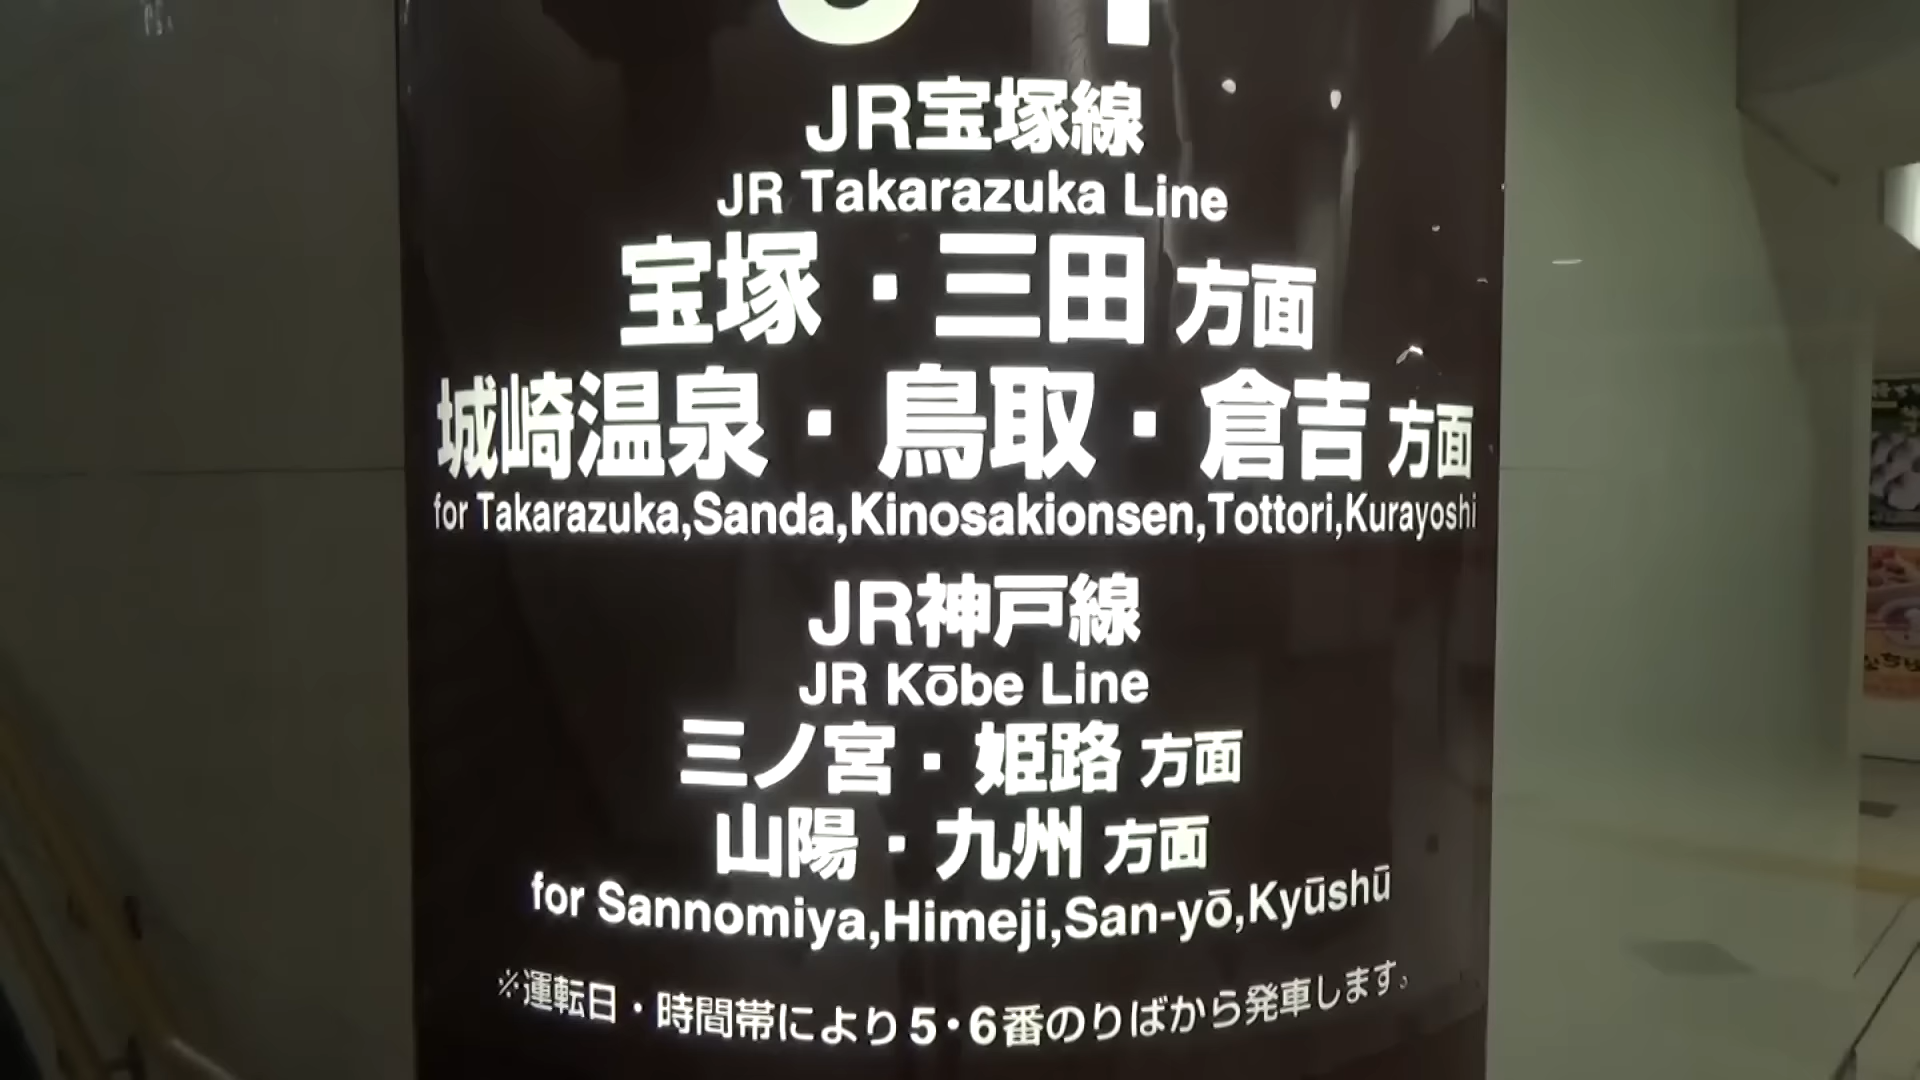 JR宝塚線
JR Takarazuka Line
宝塚・三田 方面
城崎温泉・鳥取・倉吉 方面
for Takarazuka,Sanda,Kinosakionsen,Tottori,Kurayoshi
JR神戸線
JR Kōbe Line
三ノ宮・姫路 方面
山陽・九州 方面
for Sannomiya,Himeji,San-yō,Kyūshū
※運転日・時間帯により5・6番のりばから発車します。